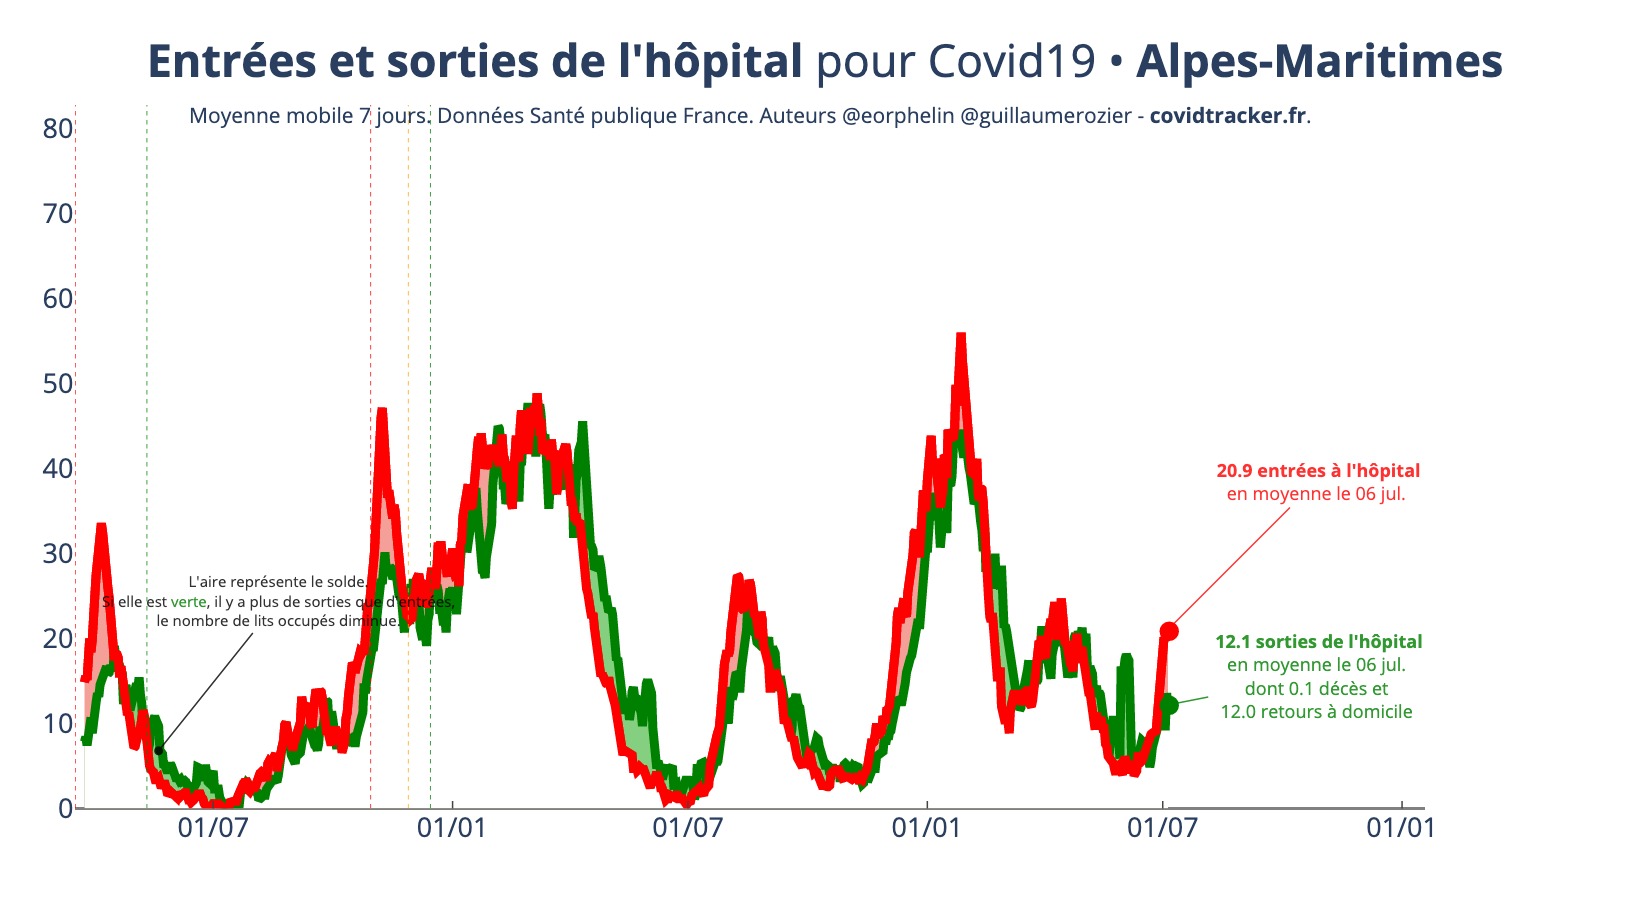 Entrées et sorties de l'hôpital pour Covid19 • Alpes-Maritimes
Moyenne mobile 7 jours. Données Santé publique France. Auteurs @eorphelin @guillaumerozier - covidtracker.fr.
80
70
60
50
40
30
20
10
0
L'aire représente le solde.
Si elle est verte, il y a plus de sorties que d'entrées,
le nombre de lits occupés diminue.
20.9 entrées à l'hôpital
en moyenne le 06 jul.
12.1 sorties de l'hôpital
en moyenne le 06 jul.
dont 0.1 décès et
12.0 retours à domicile
01/07
01/01
01/07
01/01
01/07
01/01